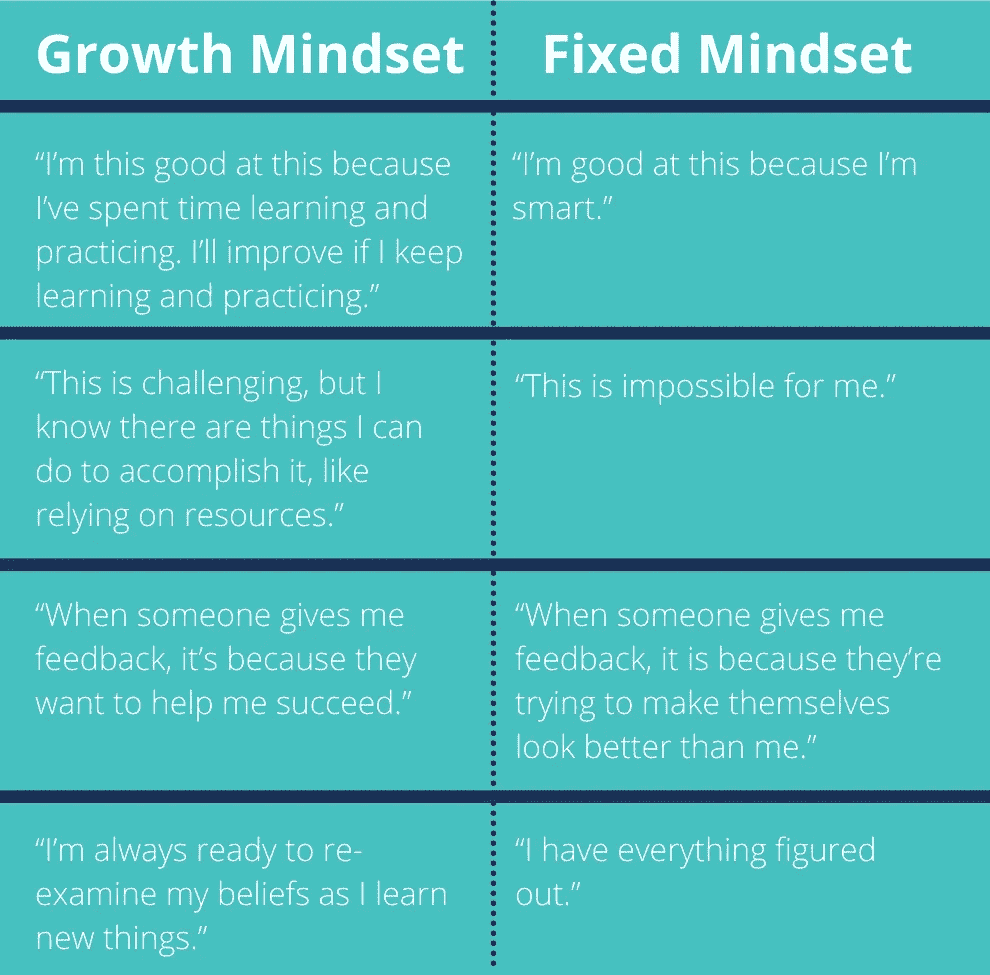 Growth Mindset
Fixed Mindset
“I’m this good at this because
I’ve spent time learning and
practicing. I’ll improve if I keep
learning and practicing.”
“I’m good at this because I’m
smart.”
“This is challenging, but I
know there are things I can
do to accomplish it, like
relying on resources.”
“This is impossible for me.”
“When someone gives me
feedback, it’s because they
want to help me succeed.”
“When someone gives me
feedback, it is because they’re
trying to make themselves
look better than me.”
“I’m always ready to re-
examine my beliefs as I learn
new things.”
“I have everything figured
out.”